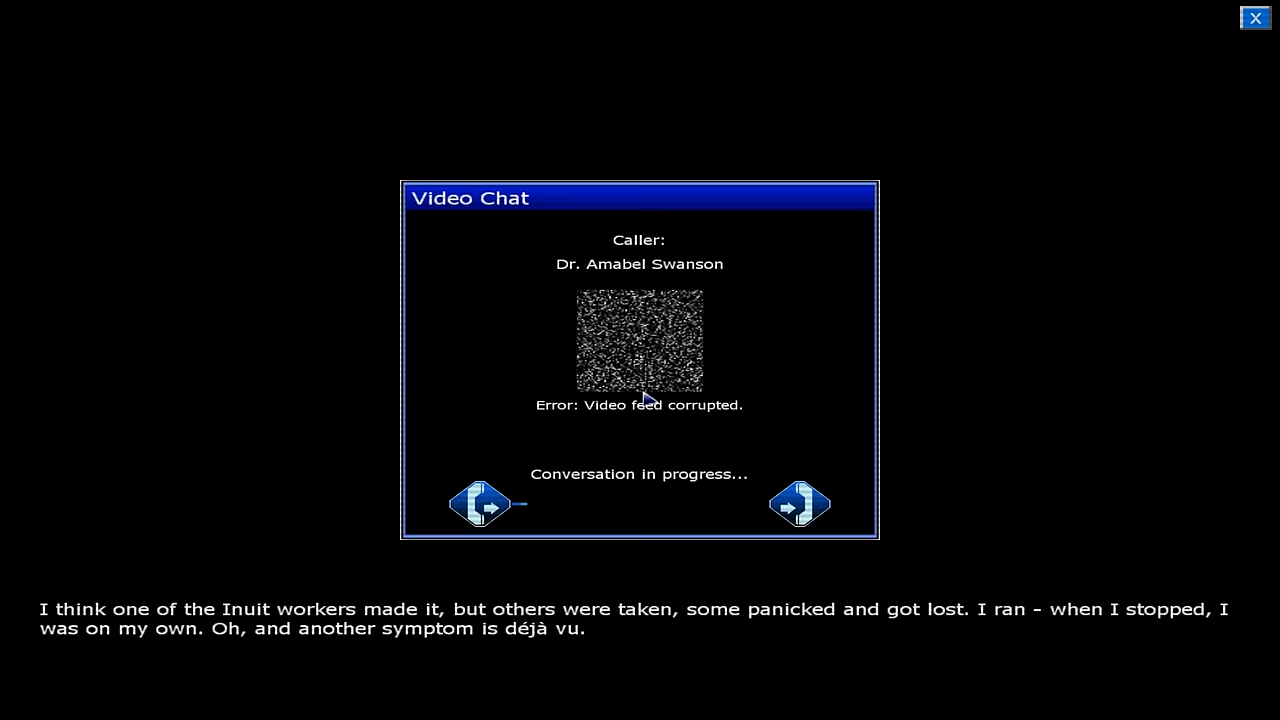 X
Video Chat
Caller:
Dr. Amabel Swanson
Error: Video feed corrupted.
Conversation in progress...
I think one of the Inuit workers made it, but others were taken, some panicked and got lost. I ran - when I stopped, I
was on my own. Oh, and another symptom is déjà vu.